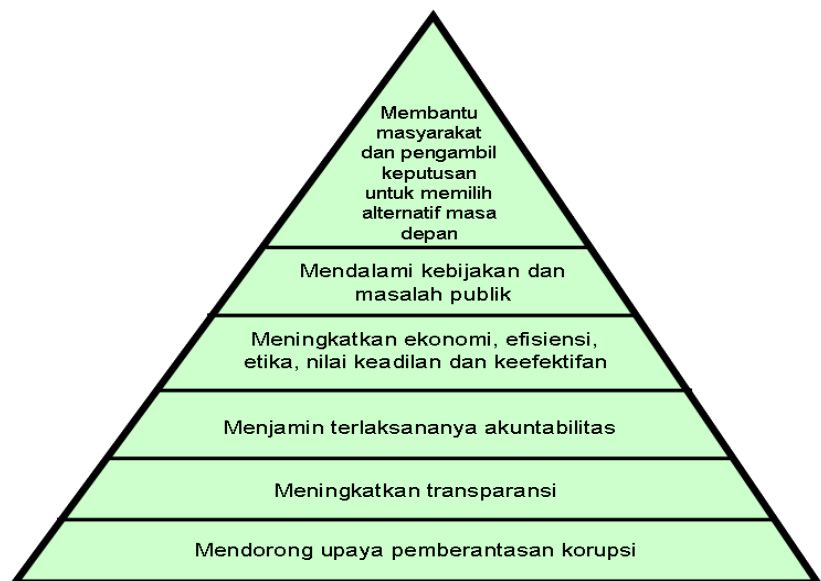 Membantu
masyarakat
dan pengambil
keputusan
untuk memilih
alternatif masa
depan
Mendalami kebijakan dan
masalah publik
Meningkatkan ekonomi, efisiensi,
etika, nilai keadilan dan keefektifan
Menjamin terlaksananya akuntabilitas
Meningkatkan transparansi
Mendorong upaya pemberantasan korupsi